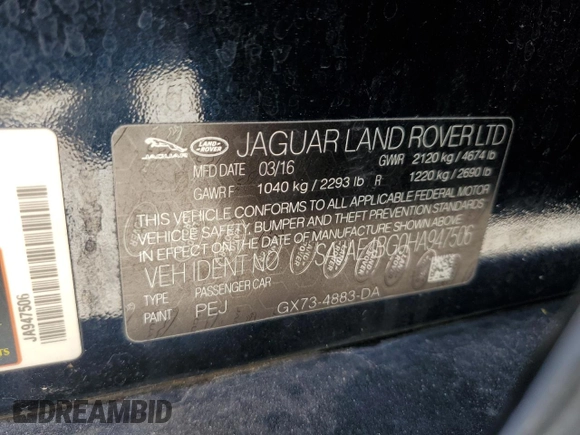 JAGUAR
LAND
ROVER
JAGUAR LAND ROVER LTD
MFD DATE 03/16 GWR 2120 kg / 4674 lb
GAWR F 1040 kg / 2293 lb R 1220 kg / 2690 lb
THIS VEHICLE CONFORMS TO ALL APPLICABLE FEDERAL MOTOR
VEHICLE SAFETY, BUMPER AND THEFT PREVENTION STANDARDS
IN EFFECT ON THE DATE OF MANUFACTURE SHOWN ABOVE
VEH IDENT NO
TYPE PASSENGER CAR
PAINT PEJ GX73-4883-DA
JA947506
DREAMBID